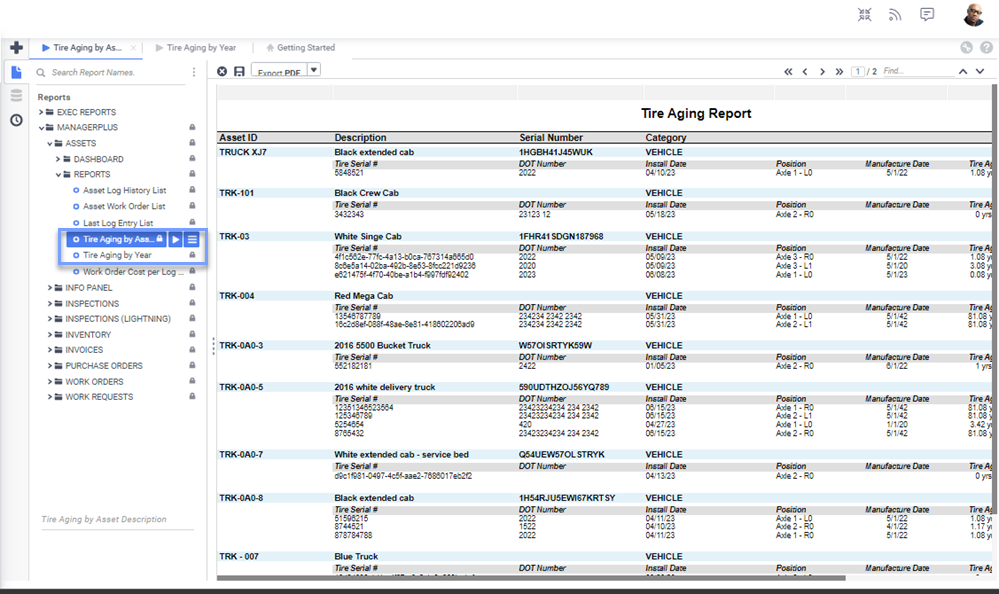 Tire Aging by As... × Tire Aging by Year Getting Started
Search Report Names.
Export PDF
1 / 2 Find...
Reports
EXEC REPORTS
MANAGERPLUS
ASSETS
DASHBOARD
REPORTS
Asset Log History List
Asset Work Order List
Last Log Entry List
Tire Aging by Ass...
Tire Aging by Year
Work Order Cost per Log ...
INFO PANEL
INSPECTIONS
INSPECTIONS (LIGHTNING)
INVENTORY
INVOICES
PURCHASE ORDERS
WORK ORDERS
WORK REQUESTS
Tire Aging by Asset Description
Tire Aging Report
Asset ID Description Serial Number Category
TRUCK XJ7 Black extended cab 1HGBH41J45WUK VEHICLE
Tire Serial # DOT Number Install Date Position Manufacture Date Tire Ag
5848521 2022 04/10/23 Axle 1 - L0 5/1/22 1.08 y
TRK-101 Black Crew Cab VEHICLE
Tire Serial # DOT Number Install Date Position Manufacture Date Tire Ag
3432343 23123 12 05/18/23 Axle 2 - R0 0 yrs
TRK-03 White Singe Cab 1FHR41SDGN187968 VEHICLE
Tire Serial # DOT Number Install Date Position Manufacture Date Tire Ag
4f1c562e-77fc-4a13-b0ca-767314a665d0 2022 05/09/23 Axle 3 - R0 5/1/22 1.08 y
8c6e5a14-02ba-492b-8e53-8fcc221d9236 2020 05/09/23 Axle 3 - L1 5/1/20 3.08 y
e621475f-4f70-40be-a1b4-f997fdf92402 2023 06/08/23 Axle 1 - L0 5/1/23 0.08 y
TRK-004 Red Mega Cab VEHICLE
Tire Serial # DOT Number Install Date Position Manufacture Date Tire Ag
13546787789 234234 2342 2342 05/31/23 Axle 1 - L0 5/1/42 81.08 y
16c2d8ef-088f-48ae-8e81-418602206ad9 234234 2342 2342 05/31/23 Axle 2 - L1 5/1/42 81.08 y
TRK-0A0-3 2016 5500 Bucket Truck W57OISRTYK59W VEHICLE
Tire Serial # DOT Number Install Date Position Manufacture Date Tire Ag
552182181 2422 01/05/23 Axle 2 - R0 6/1/22 1 yrs
TRK-0A0-5 2016 white delivery truck 590UDTHZOJ56YQ789 VEHICLE
Tire Serial # DOT Number Install Date Position Manufacture Date Tire Ag
12351346523564 23423234234 234 2342 06/15/23 Axle 1 - R0 5/1/42 81.08 y
125346789 23423234234 234 2342 06/15/23 Axle 2 - L1 5/1/42 81.08 y
5254654 420 04/27/23 Axle 1 - L0 1/1/20 3.42 y
8765432 23423234234 234 2342 06/15/23 Axle 2 - R0 5/1/42 81.08 y
TRK-0A0-7 White extended cab - service bed Q54UEW57OLSTRYK VEHICLE
Tire Serial # DOT Number Install Date Position Manufacture Date Tire Ag
d9c1f981-0497-4c5f-aae2-7686017eb2f2 04/13/23 Axle 2 - R0 0 yrs
TRK-0A0-8 Black extended cab 1H54RJU5EWI67KRTSY VEHICLE
Tire Serial # DOT Number Install Date Position Manufacture Date Tire Ag
51596215 2022 04/11/23 Axle 1 - L0 5/1/22 1.08 y
8744521 1522 04/10/23 Axle 2 - R0 4/1/22 1.17 y
878784788 2022 04/11/23 Axle 2 - R0 5/1/22 1.08 y
TRK - 007 Blue Truck VEHICLE
Tire Serial # DOT Number Install Date Position Manufacture Date Tire Ag